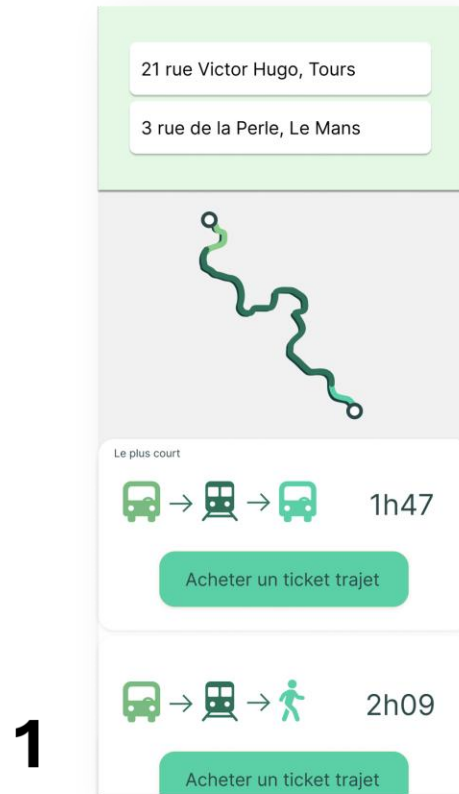 21 rue Victor Hugo, Tours
3 rue de la Perle, Le Mans
Le plus court
1h47
Acheter un ticket trajet
2h09
Acheter un ticket trajet
1